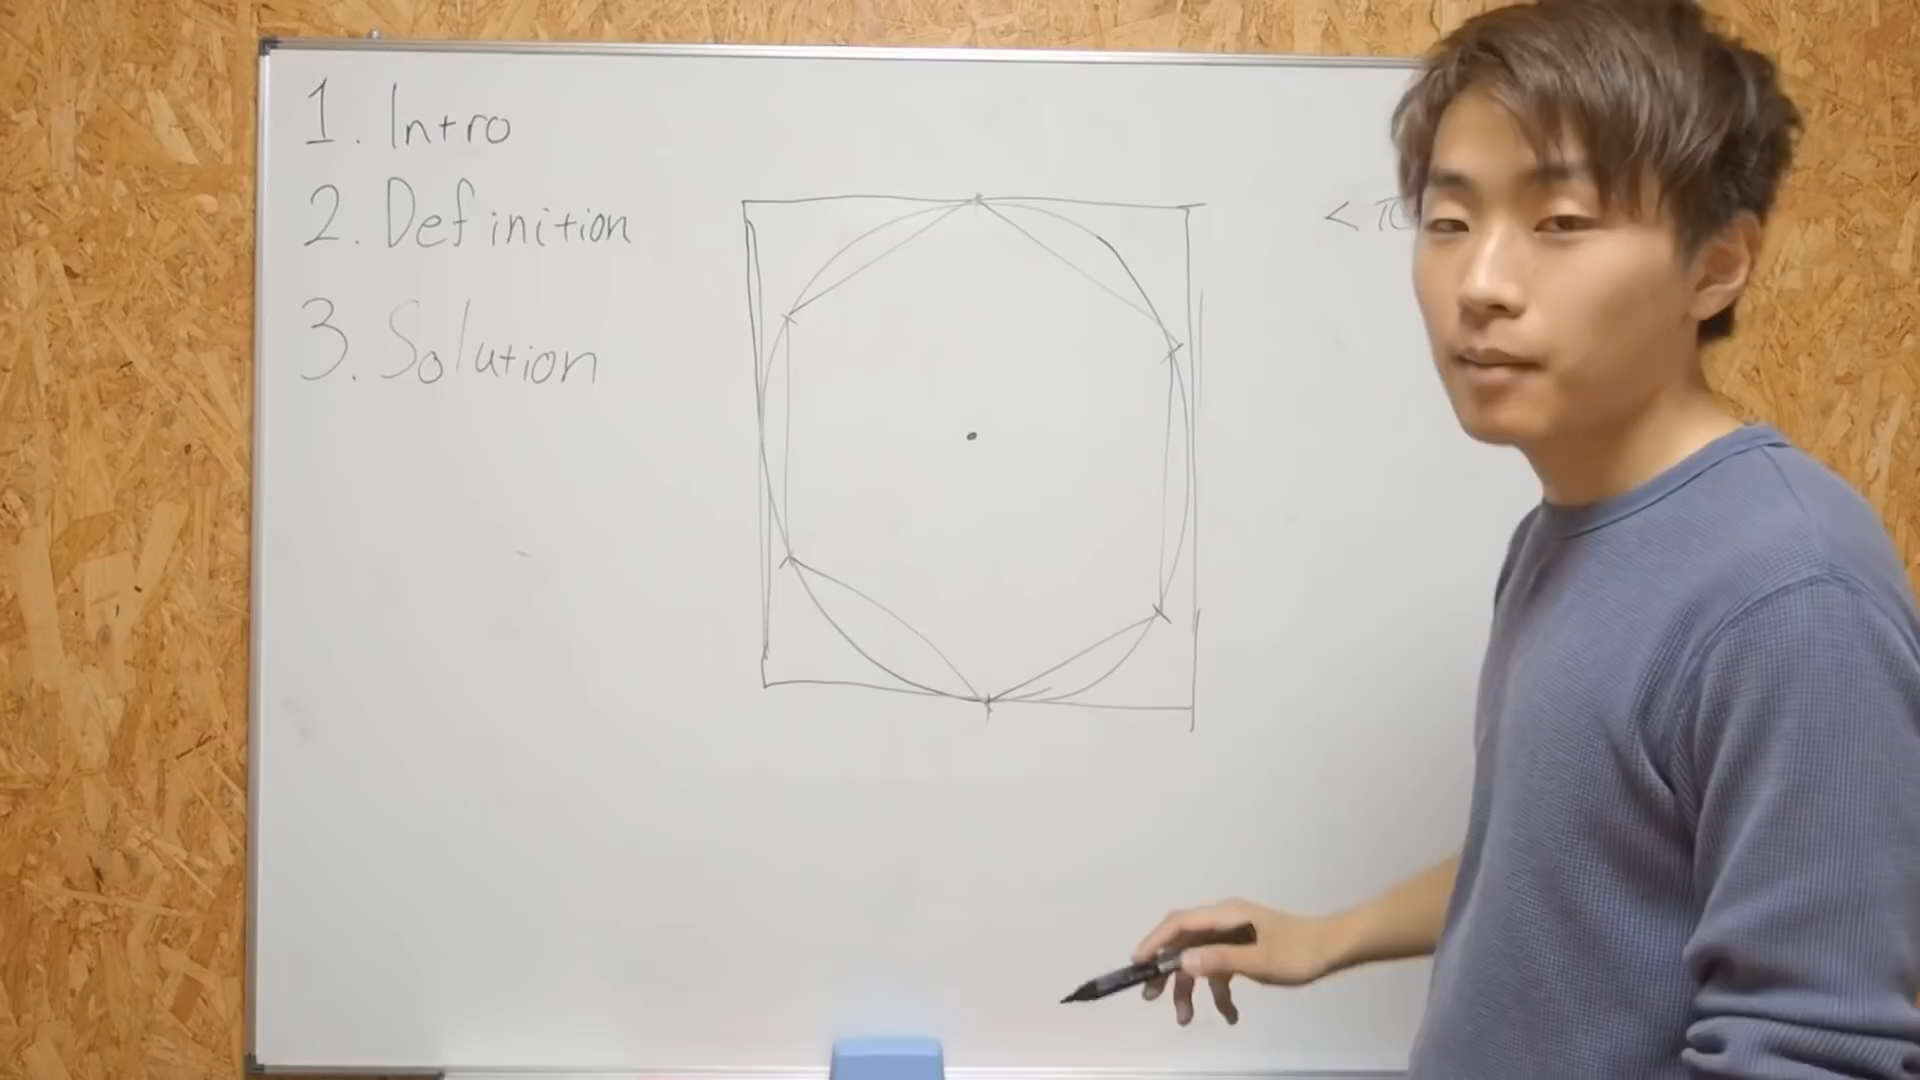 1. Intro
2. Definition
3. Solution
< π